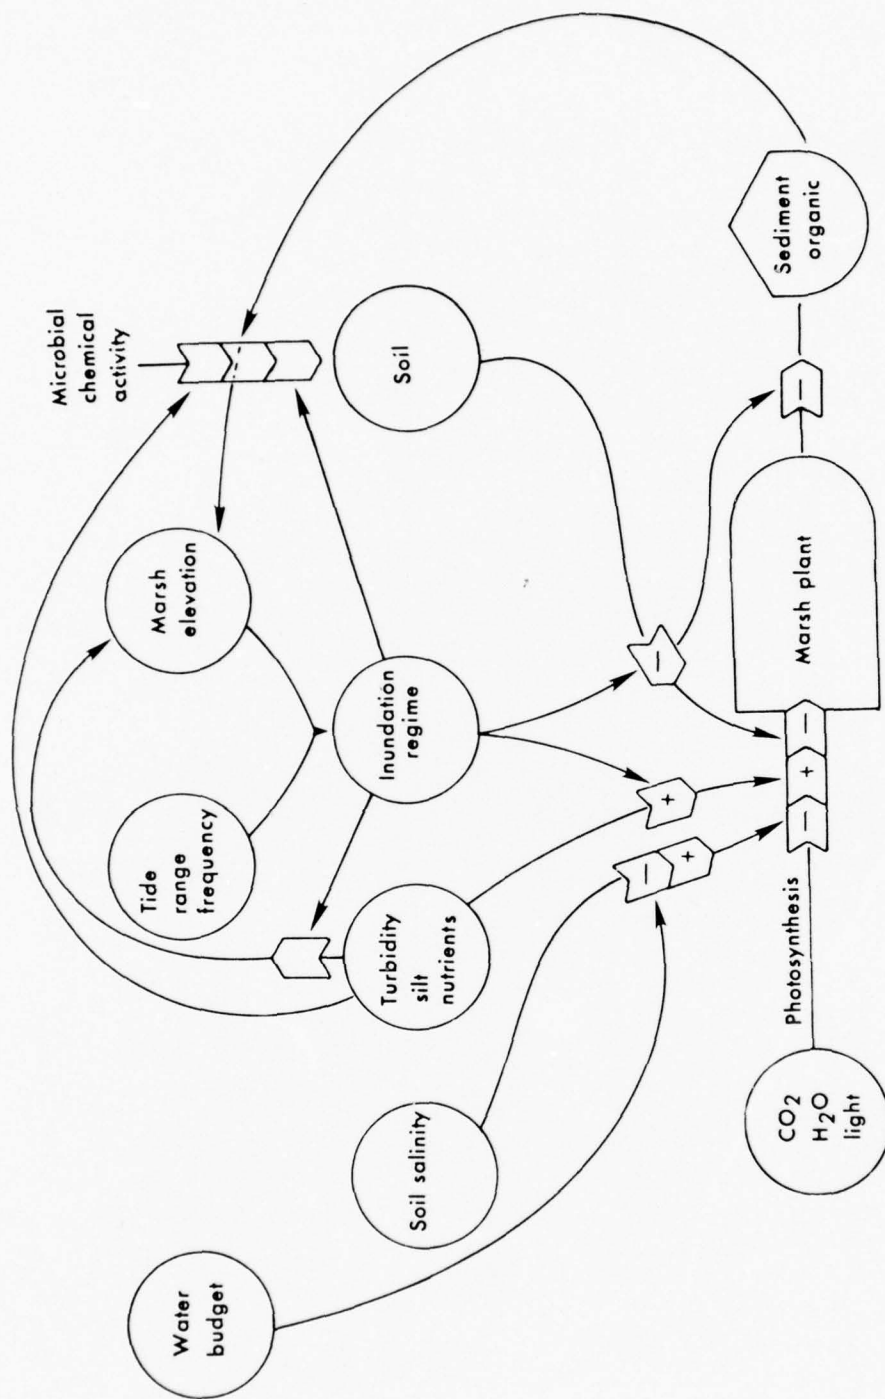 Water
budget
Soil salinity
Tide
range
frequency
Marsh
elevation
Microbial
chemical
activity
Turbidity
silt
nutrients
Inundation
regime
Soil
−
+
+
−
CO2
H2O
light
Photosynthesis
−
+
−
Marsh plant
−
Sediment
organic